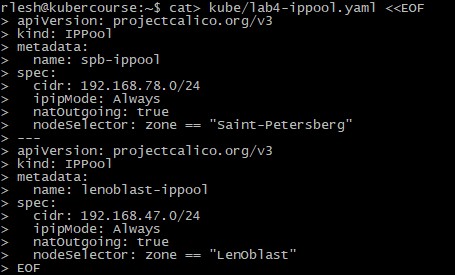 rlesh@kubercourse:~$ cat> kube/lab4-ippool.yaml <<EOF
> apiVersion: projectcalico.org/v3
> kind: IPPool
> metadata:
>   name: spb-ippool
> spec:
>   cidr: 192.168.78.0/24
>   ipipMode: Always
>   natOutgoing: true
>   nodeSelector: zone == "Saint-Petersberg"
> ---
> apiVersion: projectcalico.org/v3
> kind: IPPool
> metadata:
>   name: lenoblast-ippool
> spec:
>   cidr: 192.168.47.0/24
>   ipipMode: Always
>   natOutgoing: true
>   nodeSelector: zone == "LenOblast"
> EOF